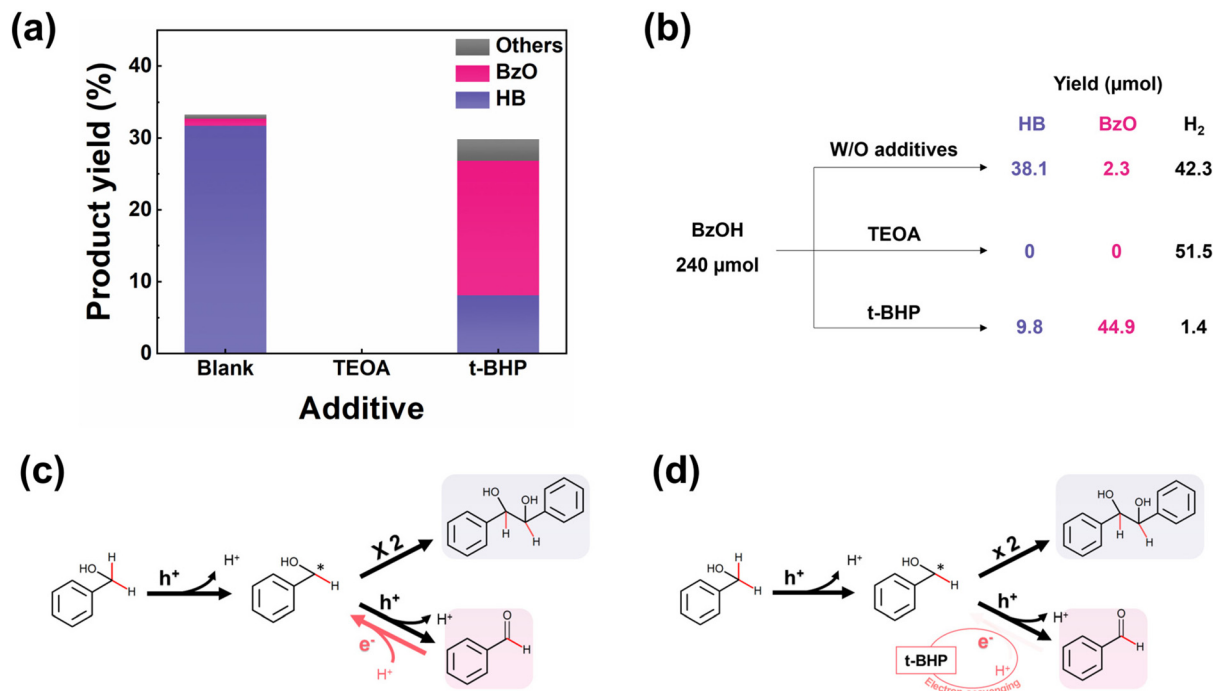 (a)
Product yield (%)
40
30
20
10
0
Others
BzO
HB
Blank
TEOA
t-BHP
Additive
(b)
Yield (μmol)
HB
BzO
H₂
W/O additives
38.1
2.3
42.3
BzOH
240 μmol
TEOA
0
0
51.5
t-BHP
9.8
44.9
1.4
(c)
H
HO
H
h⁺
H⁺
HO
*
H
X 2
HO
OH
H
H
h⁺
H⁺
e⁻
H⁺
O
H
(d)
H
HO
H
h⁺
H⁺
HO
*
H
x 2
HO
OH
H
H
h⁺
H⁺
e⁻
H⁺
t-BHP
Electron
O
H